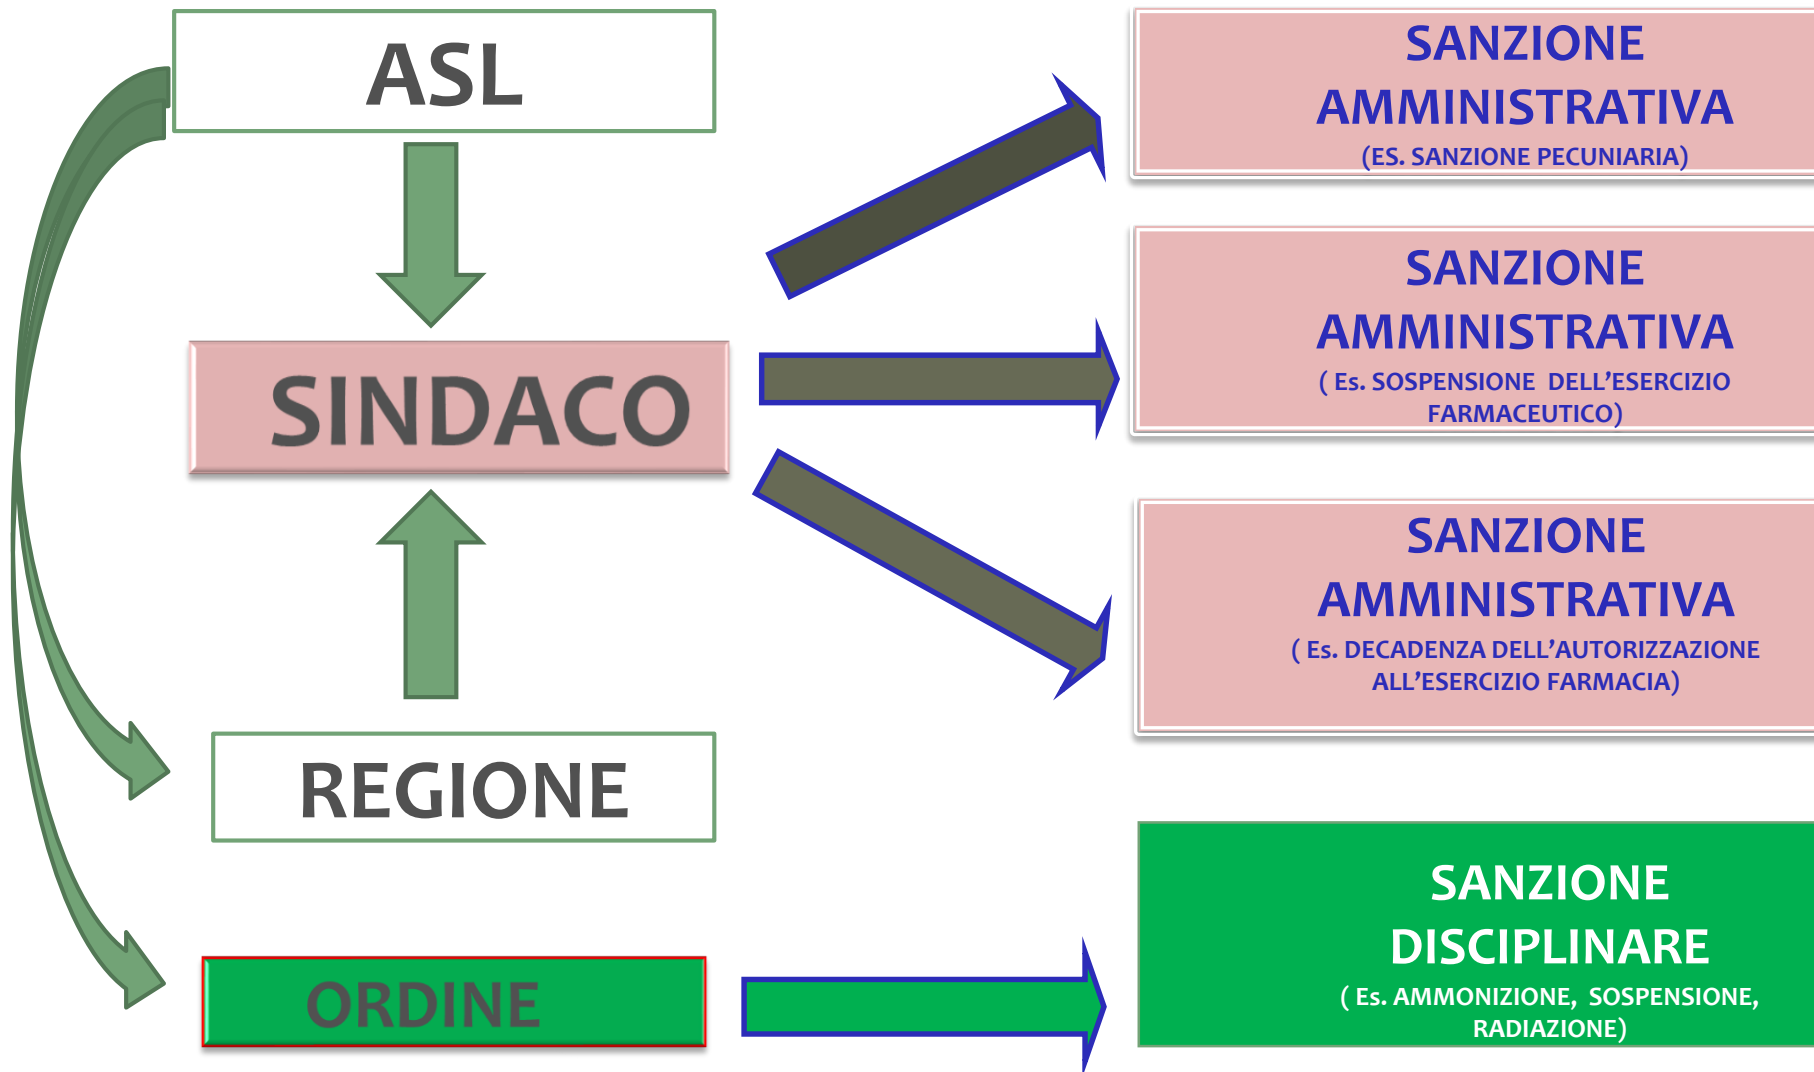 ASL
SINDACO
REGIONE
ORDINE
SANZIONE
AMMINISTRATIVA
(ES. SANZIONE PECUNIARIA)
SANZIONE
AMMINISTRATIVA
( Es. SOSPENSIONE DELL’ESERCIZIO
FARMACEUTICO)
SANZIONE
AMMINISTRATIVA
( Es. DECADENZA DELL’AUTORIZZAZIONE
ALL’ESERCIZIO FARMACIA)
SANZIONE
DISCIPLINARE
( Es. AMMONIZIONE, SOSPENSIONE,
RADIAZIONE)